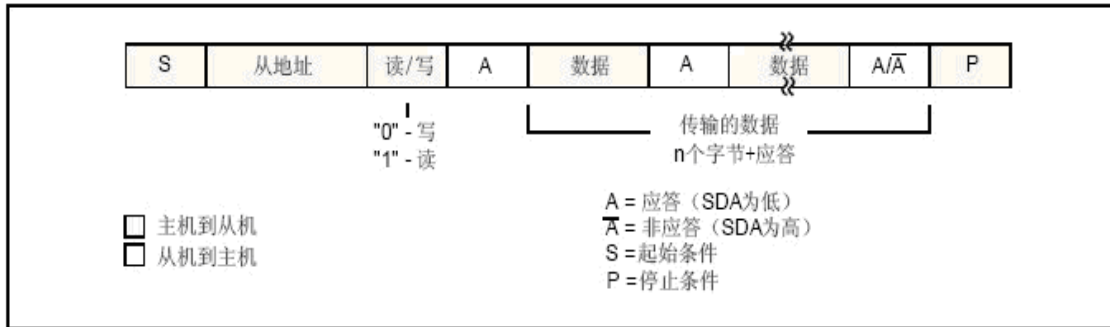 S 从地址 读/写 A 数据 A 数据 A/A̅ P
"0" - 写
"1" - 读
传输的数据
n个字节+应答
主机到从机
从机到主机
A = 应答（SDA为低）
A̅ = 非应答（SDA为高）
S =起始条件
P =停止条件